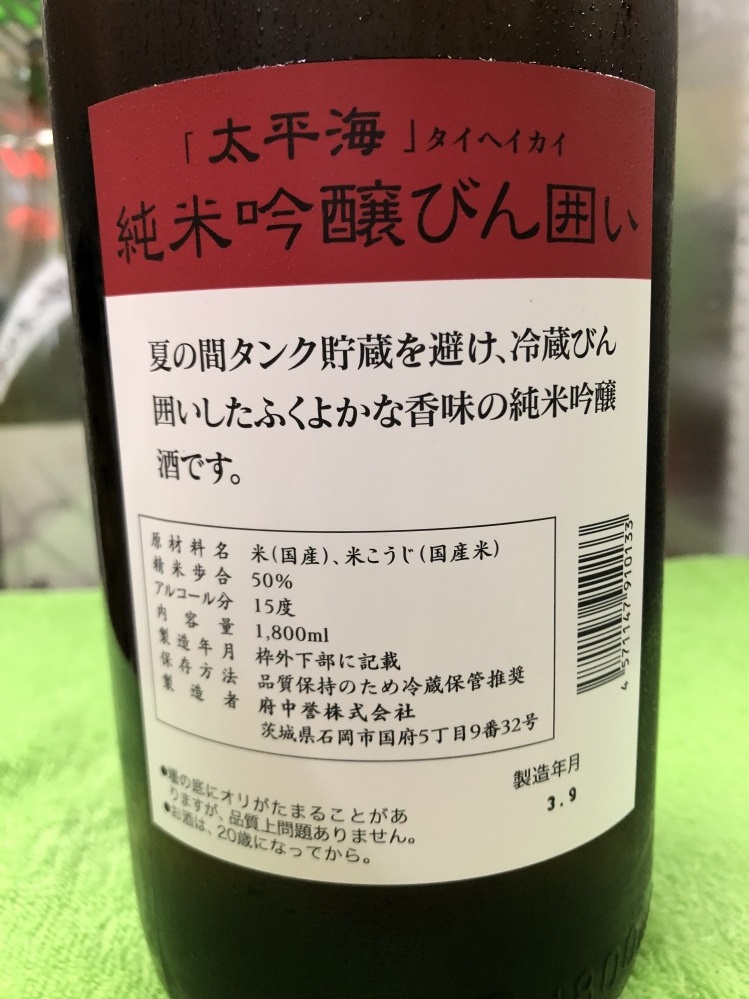 「太平海」タイヘイカイ
純米吟醸びん囲い
夏の間タンク貯蔵を避け、冷蔵びん
囲いしたふくよかな香味の純米吟醸
酒です。
原材料名 米(国産)、米こうじ(国産米)
精米歩合 50%
アルコール分 15度
内容量 1,800ml
製造年月 枠外下部に記載
保存方法 品質保持のため冷蔵保管推奨
製造者 府中誉株式会社
茨城県石岡市国府5丁目9番32号
4 571147 910133
製造年月
3.9
●壜の底にオリがたまることがあ
りますが、品質上問題ありません。
●お酒は、20歳になってから。